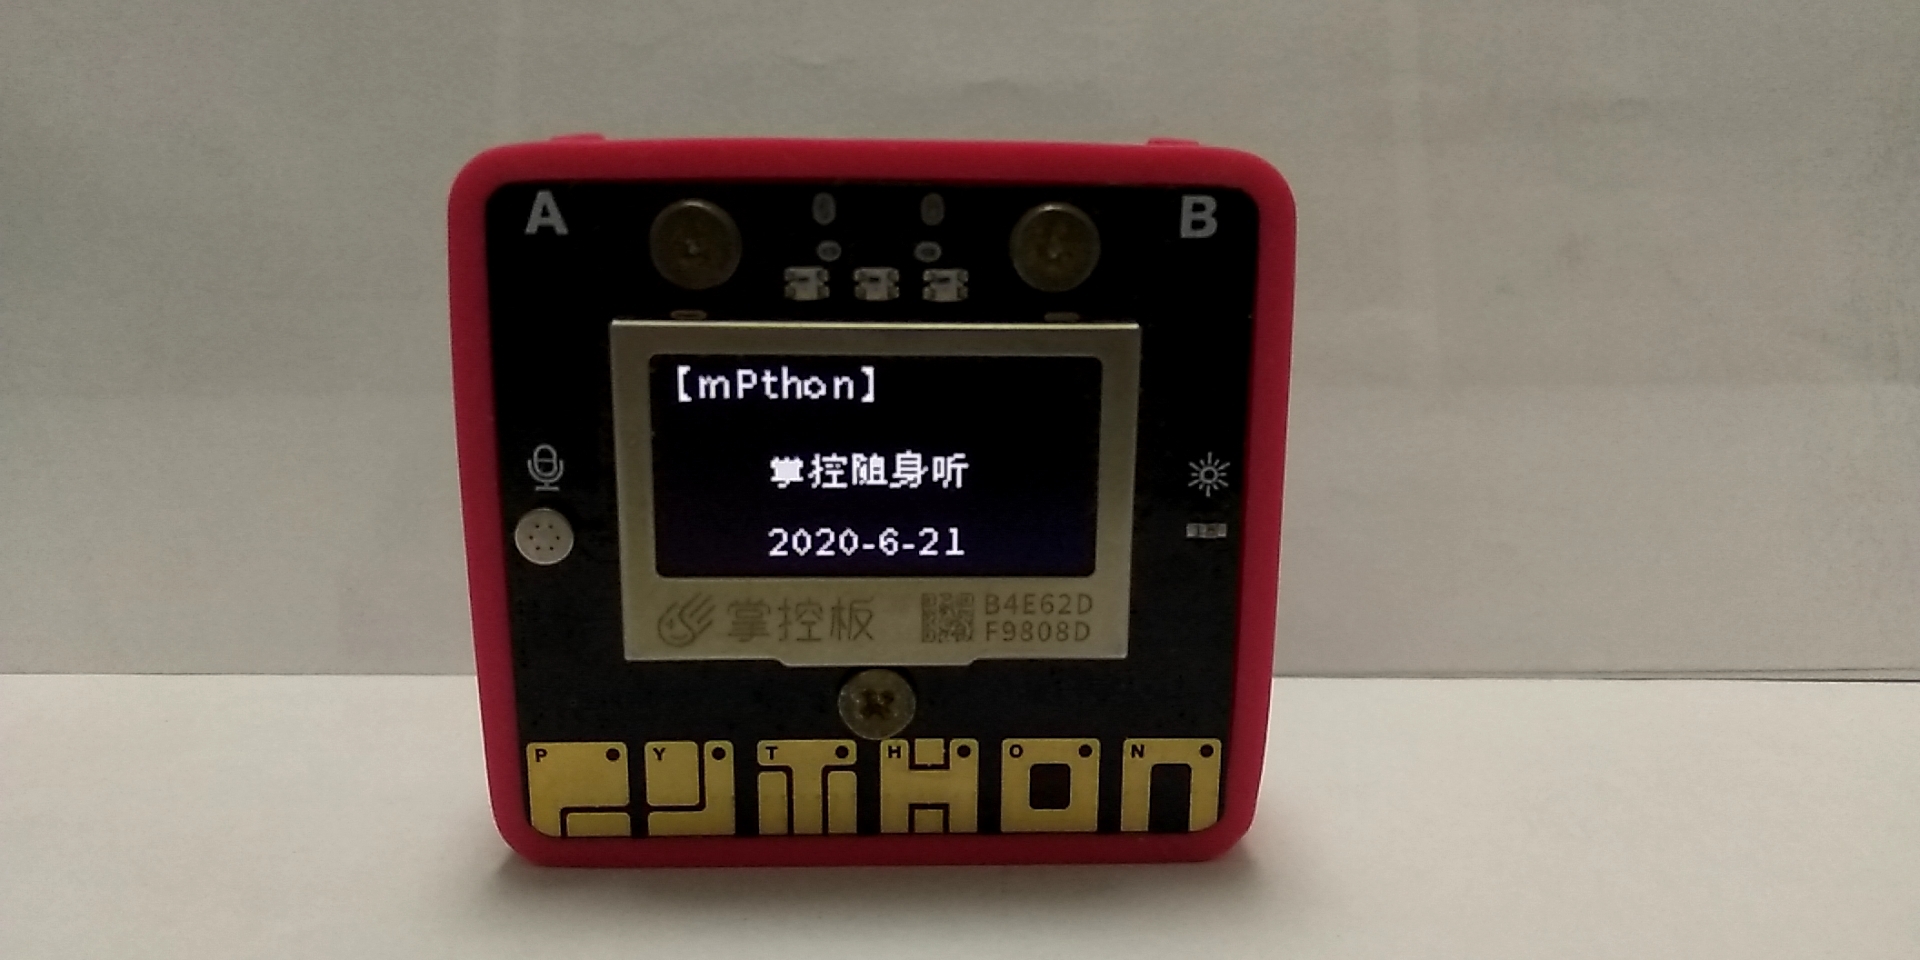 A B
【mPthon】
掌控随身听
2020-6-21
掌控板
B4E62D
F9808D
P Y T H O N